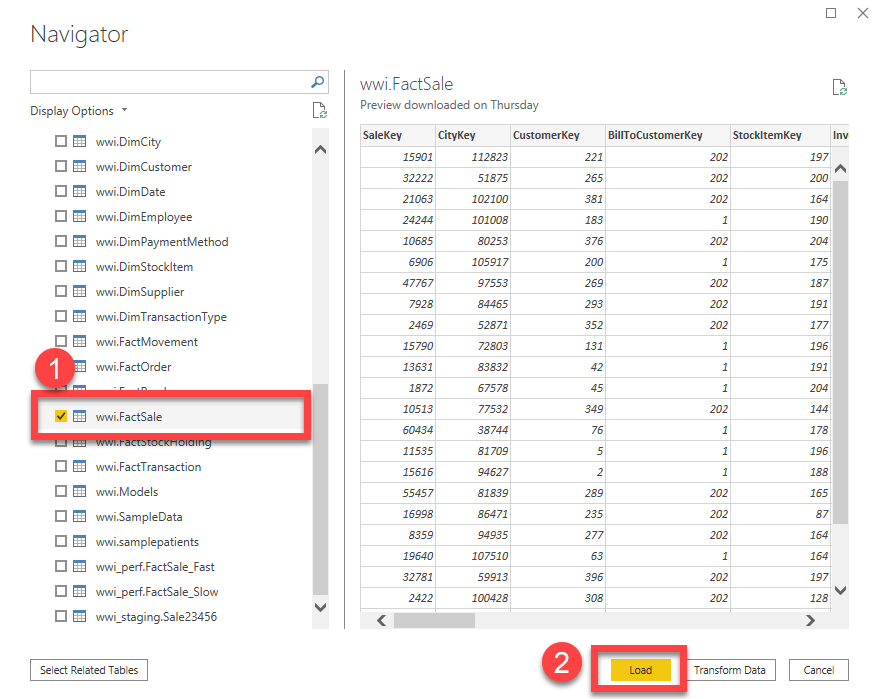 Navigator
Display Options
wwi.DimCity
wwi.DimCustomer
wwi.DimDate
wwi.DimEmployee
wwi.DimPaymentMethod
wwi.DimStockItem
wwi.DimSupplier
wwi.DimTransactionType
wwi.FactMovement
1
wwi.FactOrder
wwi.FactSale
wwi.FactStockHolding
wwi.FactTransaction
wwi.Models
wwi.SampleData
wwi.samplepatients
wwi_perf.FactSale_Fast
wwi_perf.FactSale_Slow
wwi_staging.Sale23456
wwi.FactSale
Preview downloaded on Thursday
SaleKey CityKey CustomerKey BillToCustomerKey StockItemKey Inv
15901 112823 221 202 197
32222 51875 265 202 200
21063 102100 381 202 164
24244 101008 183 1 190
10685 80253 376 202 204
6906 105917 200 1 175
47767 97553 269 202 187
7928 84465 293 202 191
2469 52871 352 202 177
15790 72803 131 1 196
13631 83832 42 1 191
1872 67578 45 1 204
10513 77532 349 202 144
60434 38744 76 1 178
11535 81709 5 1 196
15616 94627 2 1 188
55457 81839 289 202 165
16998 86471 235 202 87
8359 94935 277 202 164
19640 107510 63 1 164
32781 59913 396 202 197
2422 100428 308 202 128
Select Related Tables
2
Load
Transform Data
Cancel